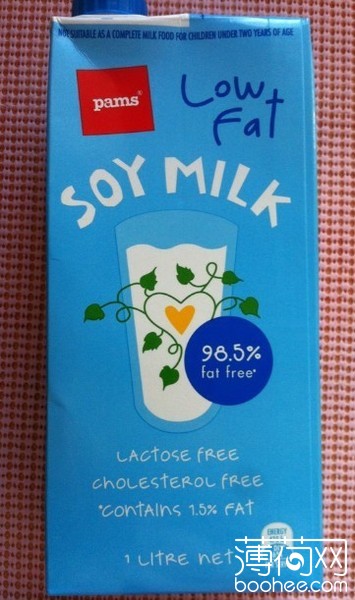 NOT SUITABLE AS A COMPLETE MILK FOOD FOR CHILDREN UNDER TWO YEARS OF AGE
pams®
Low
Fat
SOY MILK
98.5%
fat free*
LACTOSE FREE
CHOLESTEROL FREE
*CONTAINS 1.5% FAT
ENERGY
1 LITRE NET
薄荷网
boohee.com